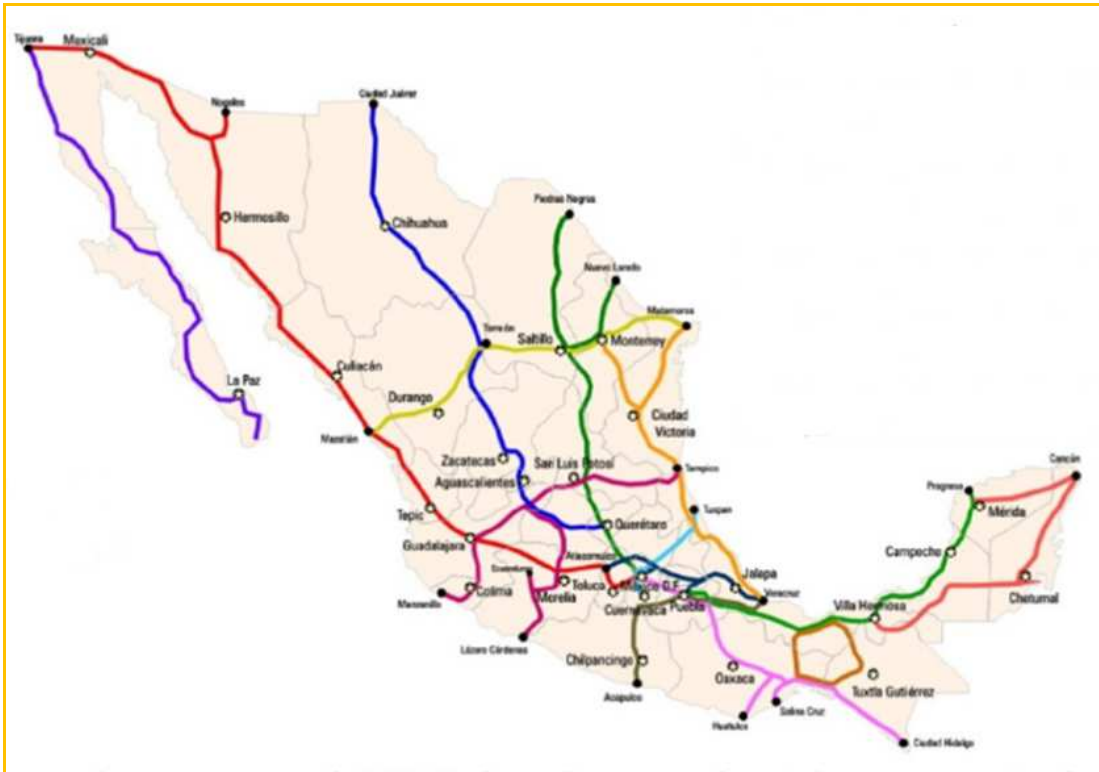 Tijuana
Mexicali
Nogales
Ciudad Juárez
Hermosillo
Chihuahua
Piedras Negras
Nuevo Laredo
Matamoros
Torreón
Saltillo
Monterrey
La Paz
Culiacán
Durango
Ciudad
Victoria
Mazatlán
Zacatecas
San Luis Potosí
Tampico
Aguascalientes
Cancún
Progreso
Mérida
Tepic
Tuxpan
Querétaro
Guadalajara
Campeche
Atlacomulco
Toluca
México D.F.
Jalapa
Manzanillo
Colima
Morelia
Cuernavaca
Puebla
Veracruz
Villa Hermosa
Chetumal
Lázaro Cárdenas
Chilpancingo
Oaxaca
Tuxtla Gutiérrez
Acapulco
Huatulco
Salina Cruz
Ciudad Hidalgo